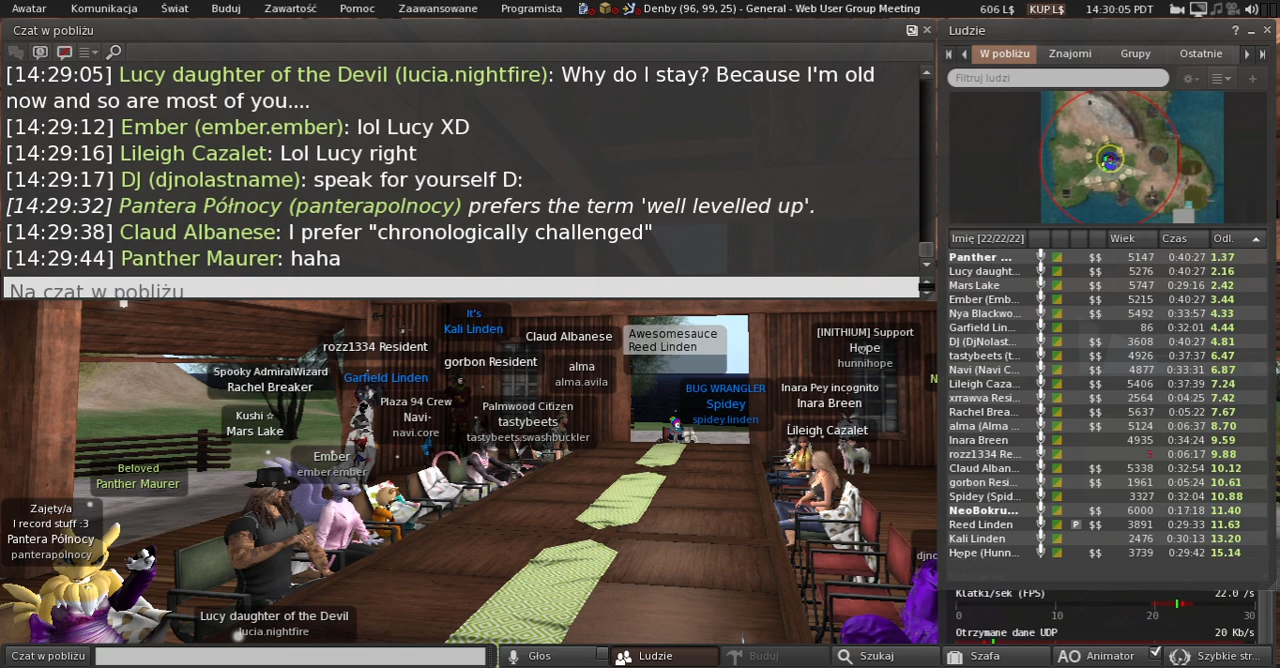 Awatar Komunikacja Świat Buduj Zawartość Pomoc Zaawansowane Programista Denby (96, 99, 25) - General - Web User Group Meeting 606 L$ KUP L$ 14:30:05 PDT
Czat w pobliżu
[14:29:05] Lucy daughter of the Devil (lucia.nightfire): Why do I stay? Because I'm old
now and so are most of you....
[14:29:12] Ember (ember.ember): lol Lucy XD
[14:29:16] Lileigh Cazalet: Lol Lucy right
[14:29:17] DJ (djnolastname): speak for yourself D:
[14:29:32] Pantera Północy (panterapolnocy) prefers the term 'well levelled up'.
[14:29:38] Claud Albanese: I prefer "chronologically challenged"
[14:29:44] Panther Maurer: haha
Na czat w pobliżu
Ludzie
W pobliżu Znajomi Grupy Ostatnie
Filtruj ludzi
Imię [22/22/22] Wiek Czas Odl.
Panther ... $$ 5147 0:40:27 1.37
Lucy daught... $$ 5276 0:40:27 2.16
Mars Lake $$ 5747 0:29:16 2.42
Ember (Emb... $$ 5215 0:40:27 3.44
Nya Blackwo... $$ 5492 0:33:57 4.33
Garfield Lin... 86 0:32:01 4.44
DJ (DjNolast... $$ 3608 0:40:27 4.81
tastybeets (t... $$ 4926 0:37:37 6.47
Navi (Navi C... $$ 4877 0:33:31 6.87
Lileigh Caza... $$ 5406 0:37:39 7.24
xrrawva Resi... $$ 2564 0:04:25 7.42
Rachel Brea... $$ 5637 0:05:22 7.67
alma (Alma ... $$ 5124 0:06:37 8.70
Inara Breen 4935 0:34:24 9.59
rozz1334 Re... 0:06:17 9.88
Claud Alban... $$ 5338 0:32:54 10.12
gorbon Resi... $$ 1961 0:05:24 10.61
Spidey (Spid... $$ 3327 0:32:04 10.88
NeoBokru... $$ 6000 0:17:18 11.40
Reed Linden P $$ 3891 0:29:33 11.63
Kali Linden 2476 0:30:13 13.20
Hope (Hunn... $$ 3739 0:29:42 15.14
Klatki/sek (FPS) 22.0 /s
0 10 20 30
Otrzymane dane UDP 20 Kb/s
It's
Kali Linden
rozz1334 Resident
Claud Albanese
Awesomesauce
Reed Linden
[INITHIUM] Support
Hope
hunnihope
gorbon Resident
alma
alma.avila
Spooky AdmiralWizard
Rachel Breaker
Garfield Linden
BUG WRANGLER
Spidey
spidey.linden
Inara Pey incognito
Inara Breen
N
Plaza 94 Crew
Navi·
navi.core
Palmwood Citizen
tastybeets
tastybeets.swashbuckler
Kushi ☆
Mars Lake
Lileigh Cazalet
Ember
ember.ember
Beloved
Panther Maurer
Zajęty/a
I record stuff :3
Pantera Północy
panterapolnocy
djnc
Lucy daughter of the Devil
lucia.nightfire
Czat w pobliżu Głos Ludzie Buduj Szukaj Szafa AO Animator Szybkie str...